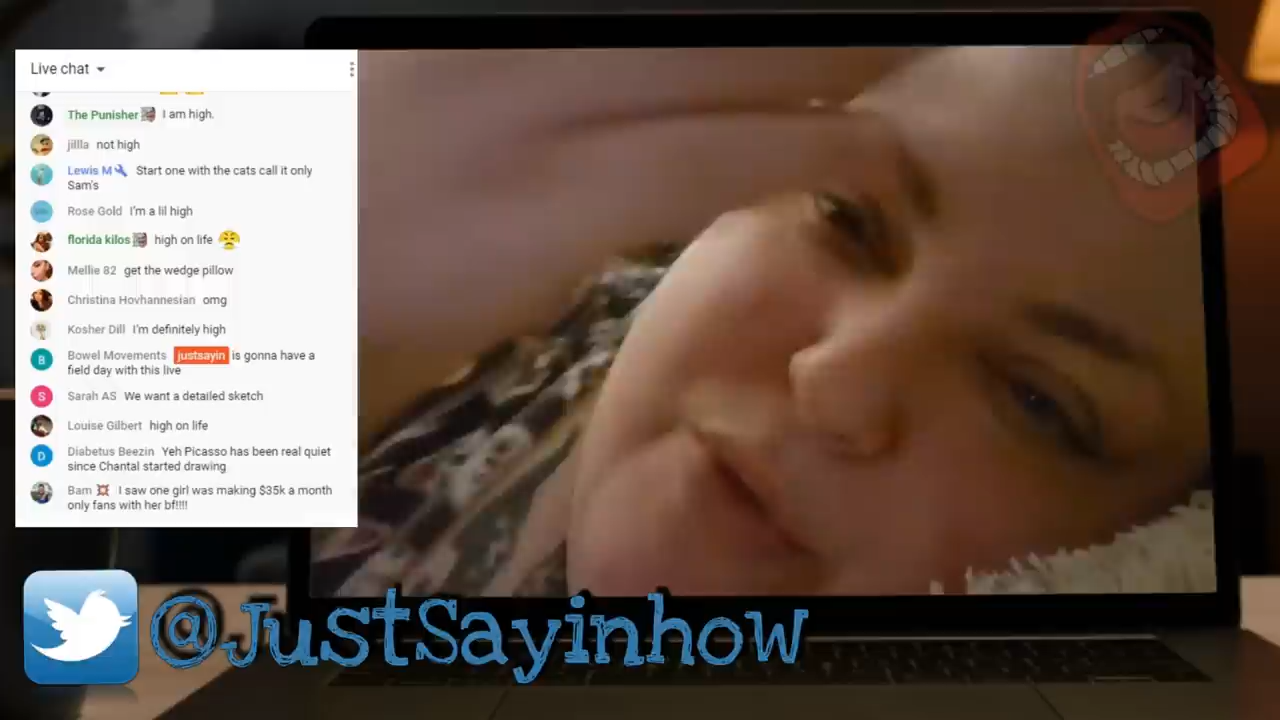 Live chat
The Punisher I am high.
jillla not high
Lewis M Start one with the cats call it only
Sam's
Rose Gold I'm a lil high
florida kilos high on life
Mellie 82 get the wedge pillow
Christina Hovhannesian omg
Kosher Dill I'm definitely high
B
Bowel Movements justsayin is gonna have a
field day with this live
S
Sarah AS We want a detailed sketch
Louise Gilbert high on life
D
Diabetus Beezin Yeh Picasso has been real quiet
since Chantal started drawing
Bam I saw one girl was making $35k a month
only fans with her bf!!!!
@JustSayinhow